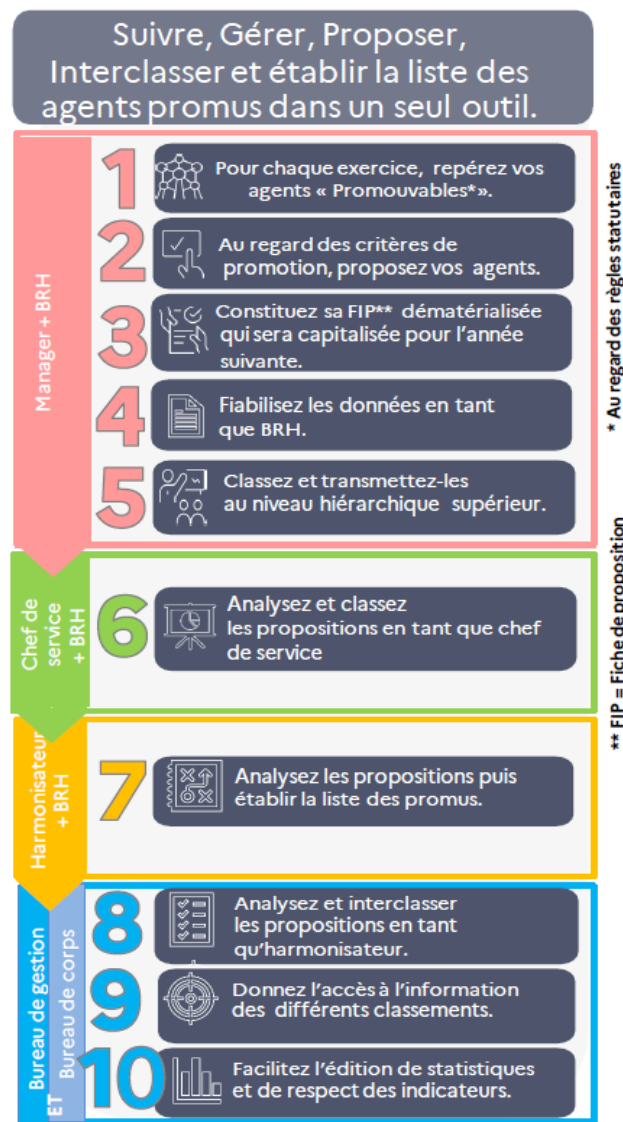 Suivre, Gérer, Proposer,
Interclasser et établir la liste des
agents promus dans un seul outil.
Manager + BRH
1
Pour chaque exercice, repérez vos
agents « Promouvables*».
2
Au regard des critères de
promotion, proposez vos agents.
3
Constituez sa FIP** dématérialisée
qui sera capitalisée pour l'année
suivante.
4
Fiabilisez les données en tant
que BRH.
5
Classez et transmettez-les
au niveau hiérarchique supérieur.
Chef de
service
+ BRH
6
Analysez et classez
les propositions en tant que chef
de service
Harmonisateur
+ BRH
7
Analysez les propositions puis
établir la liste des promus.
Bureau de gestion
ET Bureau de corps
8
Analysez et interclasser
les propositions en tant
qu'harmonisateur.
9
Donnez l'accès à l'information
des différents classements.
10
Facilitez l'édition de statistiques
et de respect des indicateurs.
* Au regard des règles statutaires
** FIP = Fiche de proposition